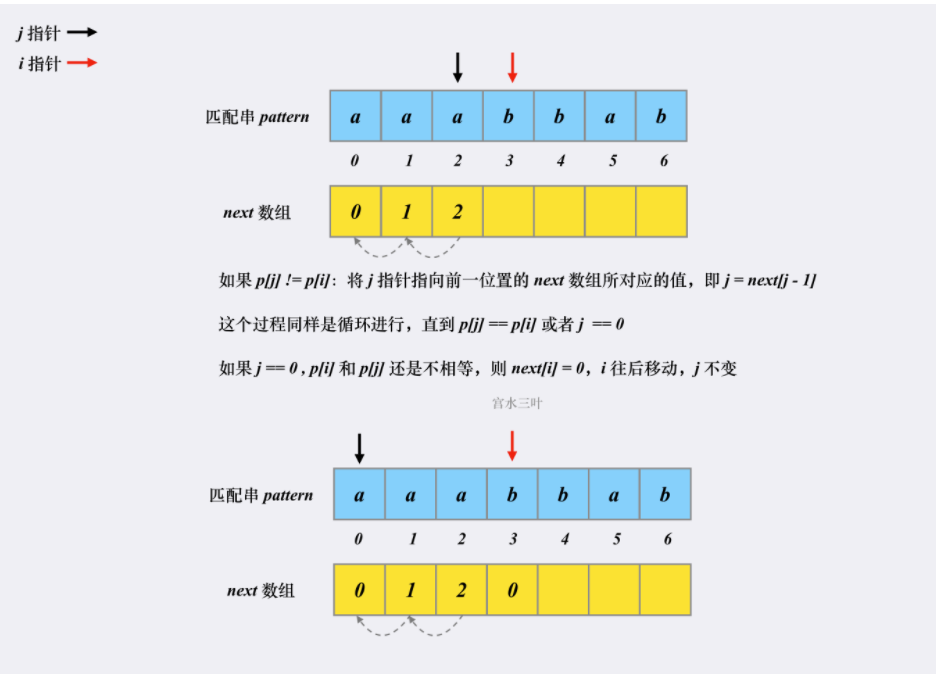 j 指针
i 指针
匹配串 pattern a a a b b a b
0 1 2 3 4 5 6
next 数组 0 1 2
如果 p[j] != p[i]：将 j 指针指向前一位置的 next 数组所对应的值，即 j = next[j - 1]
这个过程同样是循环进行，直到 p[j] == p[i] 或者 j == 0
如果 j == 0 , p[i] 和 p[j] 还是不相等，则 next[i] = 0，i 往后移动，j 不变
宫水三叶
匹配串 pattern a a a b b a b
0 1 2 3 4 5 6
next 数组 0 1 2 0